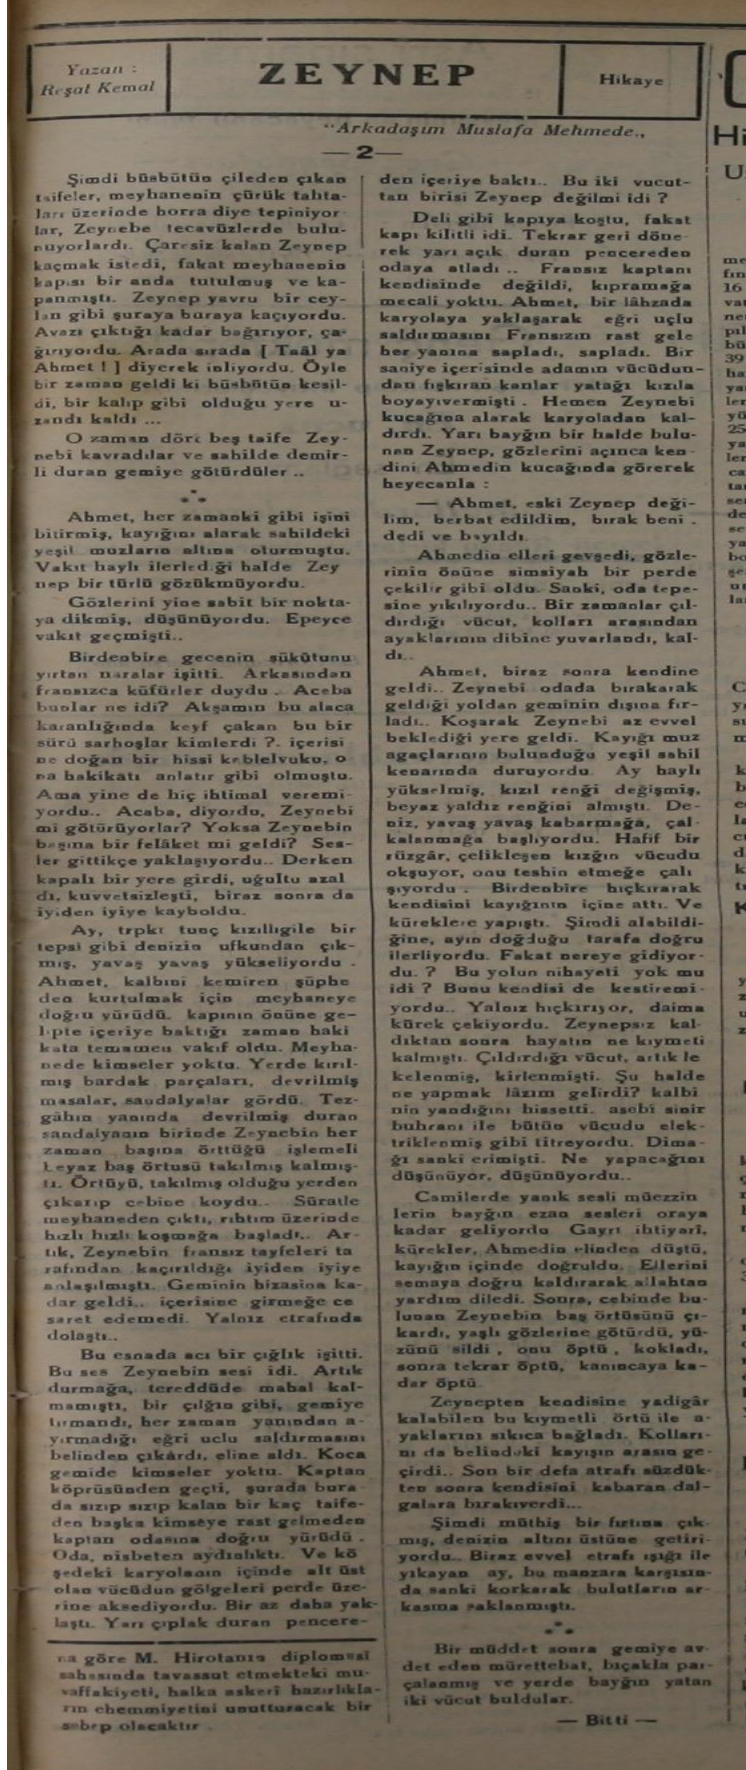 Yazan :
Reşat Kemal
ZEYNEP
Hikaye
"Arkadaşım Mustafa Mehmede.,
—2—
Şimdi büsbütün çileden çıkan
taifeler, meyhanenin çürük tahta-
ları üzerinde horra diye tepiniyor
lar, Zeynebe tecavüzlerde bulu-
nuyorlardı. Çaresiz kalan Zeynep
kaçmak istedi, fakat meyhanenin
kapısı bir anda tutulmuş ve ka-
panmıştı. Zeynep yavru bir cey-
lan gibi şuraya buraya kaçıyordu.
Avazı çıktığı kadar bağırıyor, ça-
ğırıyordu. Arada sırada [ Taâl ya
Ahmet ! ] diyerek inliyordu. Öyle
bir zaman geldi ki büsbütün kesil-
di, bir kalıp gibi olduğu yere u-
zandı kaldı ...
O zaman dört beş taife Zey-
nebi kavradılar ve sahilde demir-
li duran gemiye götürdüler ..
Ahmet, her zamanki gibi işini
bitirmiş, kayığını alarak sahildeki
yeşil muzların altına oturmuştu.
Vakıt haylı ilerlediği halde Zey
nep bir türlü gözükmüyordu.
Gözlerini yine sabit bir nokta-
ya dikmiş, düşünüyordu. Epeyce
vakıt geçmişti..
Birdenbire gecenin sükûtunu
yırtan naralar işitti. Arkasından
fransızca küfürler duydu . Aceba
bunlar ne idi? Akşamın bu alaca
karanlığında keyf çakan bu bir
sürü sarhoşlar kimlerdi ?. içerisi
ne doğan bir hissi kablelvuku, o
na hakikatı anlatır gibi olmuştu.
Ama yine de hiç ihtimal veremi-
yordu.. Acaba, diyordu, Zeynebi
mi götürüyorlar? Yoksa Zeynebin
başına bir felâket mi geldi? Ses-
ler gittikçe yaklaşıyordu.. Derken
kapalı bir yere girdi, uğultu azal
dı, kuvvetsizleşti, biraz sonra da
iyiden iyiye kayboldu.
Ay, trpkı tunç kızıllıgile bir
tepsi gibi denizin ufkundan çık-
mış, yavaş yavaş yükseliyordu .
Ahmet, kalbini kemiren şüphe
den kurtulmak için meyhaneye
doğru yürüdü. kapının önüne ge-
lipte içeriye baktığı zaman haki
kata temamen vakıf oldu. Meyha-
nede kimseler yoktu. Yerde kırıl-
mış bardak parçaları, devrilmiş
masalar, sandalyalar gördü. Tez-
gâhın yanında devrilmiş duran
sandalyanın birinde Zeynebin her
zaman başına örttüğü işlemeli
beyaz baş örtusü takılmış kalmış-
tı. Örtüyü, takılmış olduğu yerden
çıkarıp cebine koydu.. Süratle
meyhaneden çıktı, rıhtım üzerinde
hızlı hızlı koşmağa başladı.. Ar-
tık, Zeynebin fransız tayfeleri ta
rafından kaçırıldığı iyiden iyiye
anlaşılmıştı. Geminin hizasina ka-
dar geldi.. içerisine girmeğe ce
saret edemedi. Yalnız etrafında
dolaştı..
Bu esnada acı bir çığlık işitti.
Bu ses Zeynebin sesi idi. Artık
durmağa, tereddüde mahal kal-
mamıştı, bir çılğın gibi, gemiye
tırmandı, her zaman yanından a-
yırmadığı eğri uclu saldırmasını
belinden çıkârdı, eline aldı. Koca
gemide kimseler yoktu. Kaptan
köprüsünden geçti, şurada bura-
da sızıp sızıp kalan bir kaç taife-
den başka kimseye rast gelmeden
kaptan odasına doğru yürüdü .
Oda, nisbeten aydınlıktı. Ve kö
şedeki karyolanın içinde alt üst
olan vücüdun gölgeleri perde üze-
rine aksediyordu. Bir az daha yak-
laştı. Yarı çıplak duran pencere-
na göre M. Hirotanın diplomasi
sahasında tavassut etmekteki mu-
vaffakiyeti, halka askerî hazırlıkla-
rın ehemmiyetini unutturacak bir
sebep olacaktır .
den içeriye baktı.. Bu iki vucut-
tan birisi Zeynep değilmi idi ?
Deli gibi kapıya koştu, fakat
kapı kilitli idi. Tekrar geri döne-
rek yarı açık duran pencereden
odaya atladı .. Fransız kaptanı
kendisinde değildi, kıpramağa
mecali yoktu. Ahmet, bir lâhzada
karyolaya yaklaşarak eğri uçlu
saldırmasını Fransızın rast gele
her yanına sapladı, sapladı. Bir
saniye içerisinde adamın vücüdun-
dan fışkıran kanlar yatağı kızıla
boyayıvermişti . Hemen Zeynebi
kucağına alarak karyoladan kal-
dırdı. Yarı bayğın bir halde bulu-
nan Zeynep, gözlerini açınca ken
dini Ahmedin kucağında görerek
heyecanla :
— Ahmet, eski Zeynep deği-
lim, berbat edildim, bırak beni .
dedi ve bayıldı.
Ahmedin elleri gevşedi, gözle-
rinin önüne simsiyah bir perde
çekilir gibi oldu. Sanki, oda tepe-
sine yıkılıyordu.. Bir zamanlar çıl-
dırdığı vücut, kolları arasından
ayaklarının dibine yuvarlandı, kal-
dı..
Ahmet, biraz sonra kendine
geldi.. Zeynebi odada bırakarak
geldiği yoldan geminin dışına fır-
ladı.. Koşarak Zeynebi az evvel
beklediği yere geldi. Kayığı muz
agaçlarının bulunduğu yeşil sahil
kenarında duruyordu. Ay haylı
yükselmiş, kızıl rengi değişmiş,
beyaz yaldız renğini almıştı. De-
niz, yavaş yavaş kabarmağa, çal-
kalanmağa başlıyordu. Hafif bir
rüzgâr, çelikleşen kızğın vücudu
okşuyor, onu teshin etmeğe çalı
şıyordu . Birdenbire hıçkırarak
kendisini kayığının içine attı. Ve
küreklere yapıştı. Şimdi alabildi-
ğine, ayın doğduğu tarafa doğru
ilerliyordu. Fakat nereye gidiyor-
du. ? Bu yolun nihayeti yok mu
idi ? Bunu kendisi de kestiremi-
yordu.. Yalnız hıçkırıyor, daima
kürek çekiyordu. Zeynepsız kal-
dıktan sonra hayatın ne kıymeti
kalmıştı. Çıldırdığı vücut, artık le
kelenmiş, kirlenmişti. Şu halde
ne yapmak lâzım gelirdi? kalbi
nin yandığını hissetti. asebi sinir
buhranı ile bütün vücudu elek-
triklenmiş gibi titreyordu. Dima-
ğı sanki erimişti. Ne yapacağını
düşünüyor, düşünüyordu..
Camilerde yanık sesli müezzin
lerin bayğın ezan sesleri oraya
kadar geliyordu Gayrı ihtiyarî,
kürekler, Ahmedin elinden düştü,
kayığın içinde doğruldu. Ellerini
semaya doğru kaldırarak allahtan
yardım diledi. Sonra, cebinde bu-
lunan Zeynebin baş örtüsünü çı-
kardı, yaşlı gözlerine götürdü, yü-
zünü sildi , onu öptü , kokladı,
sonra tekrar öptü, kanıncaya ka-
dar öptü.
Zeynepten kendisine yadigâr
kalabilen bu kıymetli örtü ile a-
yaklarını sıkıca bağladı. Kolları-
nı da belindeki kayışın arasın ge-
çirdi.. Son bir defa atrafı süzdük-
ten sonra kendisini kabaran dal-
galara bırakıverdi...
Şimdi müthiş bir fırtına çık-
mış, denizin altını üstüne getiri-
yordu.. Biraz evvel etrafı ışığı ile
yıkayan ay, bu manzara karşısın-
da sanki korkarak bulutların ar-
kasına saklanmıştı.
Bir müddet sonra gemiye av-
det eden mürettebat, bıçakla par-
çalanmış ve yerde bayğın yatan
iki vücut buldular.
— Bitti —